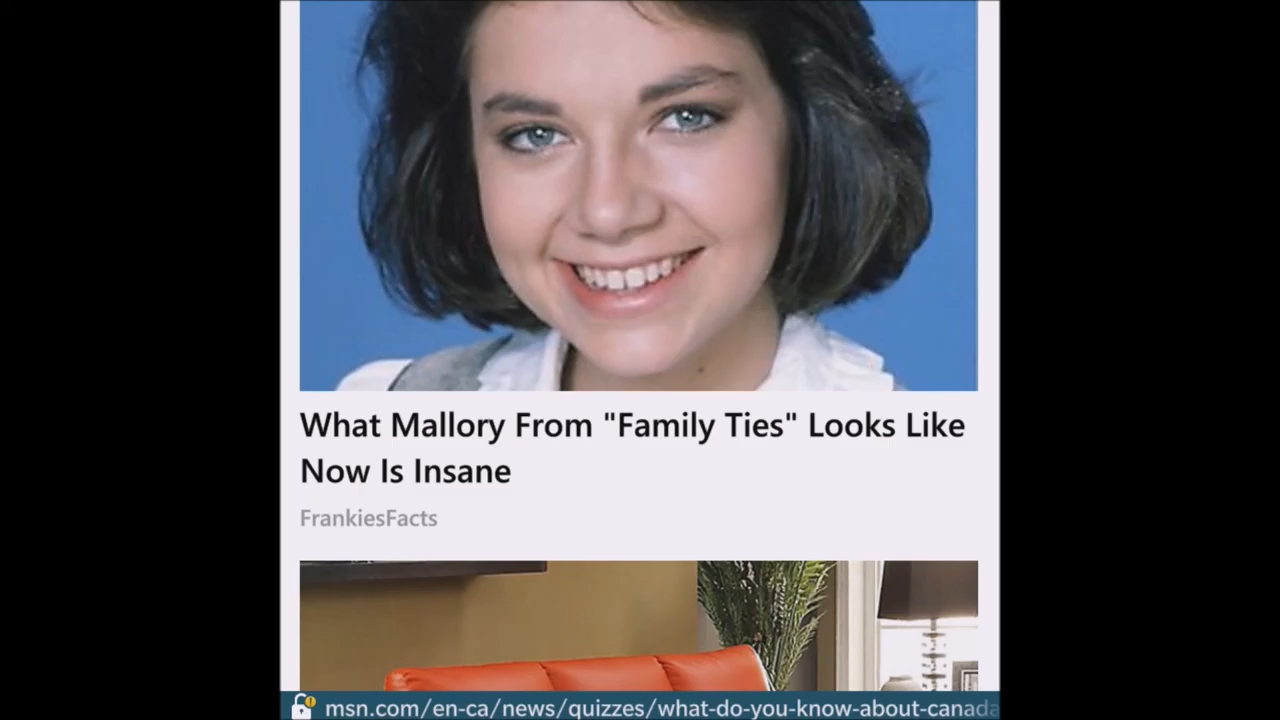 What Mallory From "Family Ties" Looks Like
Now Is Insane
FrankiesFacts
msn.com/en-ca/news/quizzes/what-do-you-know-about-canada